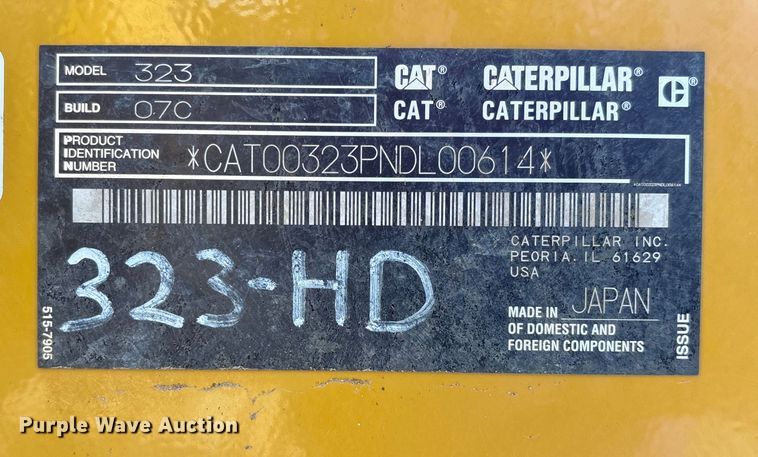 MODEL 323
BUILD 07C
CAT® CATERPILLAR® C®
CAT® CATERPILLAR®
PRODUCT
IDENTIFICATION
NUMBER
*CAT00323PNDL00614*
*CAT00323PNDL00614*
CATERPILLAR INC.
PEORIA, IL 61629
USA
323-HD
MADE IN JAPAN
OF DOMESTIC AND
FOREIGN COMPONENTS
515-7905
ISSUE
Purple Wave Auction